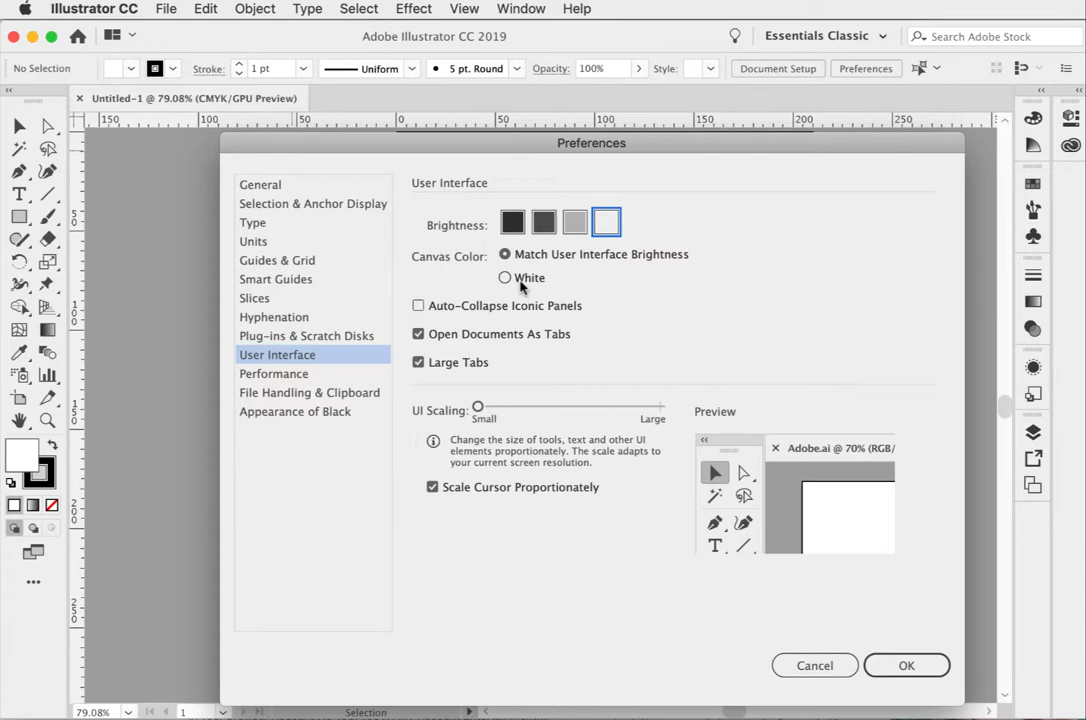 Illustrator CC File Edit Object Type Select Effect View Window Help
Adobe Illustrator CC 2019 Essentials Classic Search Adobe Stock
No Selection Stroke: 1 pt Uniform 5 pt. Round Opacity: 100% Style: Document Setup Preferences
Untitled-1 @ 79.08% (CMYK/GPU Preview)
150 100 50 0 50 100 150 200 250
Preferences
General
Selection & Anchor Display
Type
Units
Guides & Grid
Smart Guides
Slices
Hyphenation
Plug-ins & Scratch Disks
User Interface
Performance
File Handling & Clipboard
Appearance of Black
User Interface
Brightness:
Canvas Color: Match User Interface Brightness
White
Auto-Collapse Iconic Panels
Open Documents As Tabs
Large Tabs
UI Scaling:
Small Large
Change the size of tools, text and other UI
elements proportionately. The scale adapts to
your current screen resolution.
Scale Cursor Proportionately
Preview
Adobe.ai @ 70% (RGB/
Cancel OK
50
100
150
200
250
79.08% 1 Selection